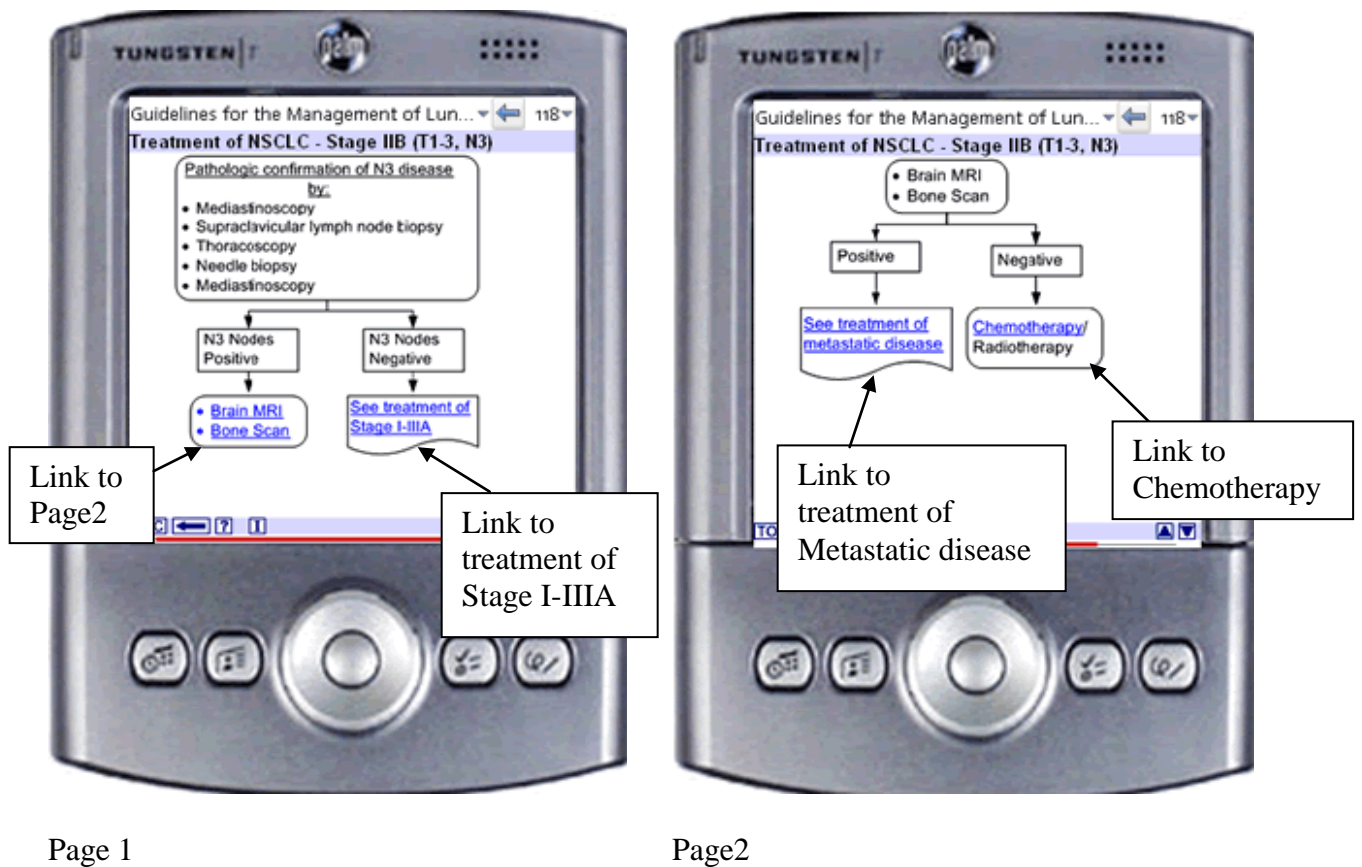 TUNGSTEN|T
palm
Guidelines for the Management of Lun...
118
Treatment of NSCLC - Stage IIB (T1-3, N3)
Pathologic confirmation of N3 disease
by:
• Mediastinoscopy
• Supraclavicular lymph node biopsy
• Thoracoscopy
• Needle biopsy
• Mediastinoscopy
N3 Nodes
Positive
N3 Nodes
Negative
• Brain MRI
• Bone Scan
See treatment of
Stage I-IIIA
Link to
Page2
Link to
treatment of
Stage I-IIIA
C
?
I
Page 1
TUNGSTEN|T
palm
Guidelines for the Management of Lun...
118
Treatment of NSCLC - Stage IIB (T1-3, N3)
• Brain MRI
• Bone Scan
Positive
Negative
See treatment of
metastatic disease
Chemotherapy/
Radiotherapy
Link to
treatment of
Metastatic disease
Link to
Chemotherapy
TO
Page2